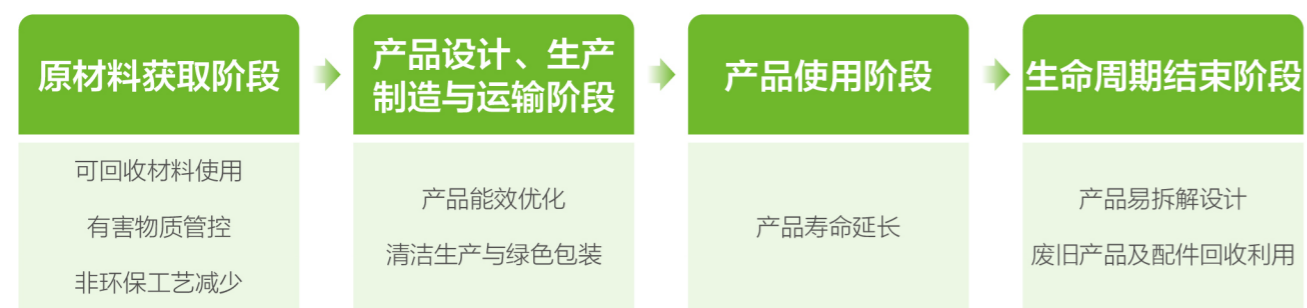 原材料获取阶段
可回收材料使用
有害物质管控
非环保工艺减少
产品设计、生产
制造与运输阶段
产品能效优化
清洁生产与绿色包装
产品使用阶段
产品寿命延长
生命周期结束阶段
产品易拆解设计
废旧产品及配件回收利用